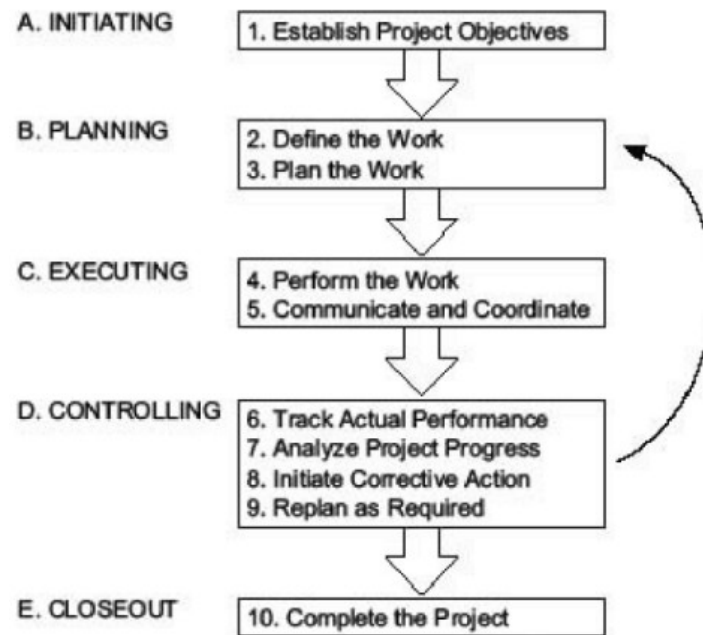 A. INITIATING
1. Establish Project Objectives
B. PLANNING
2. Define the Work
3. Plan the Work
C. EXECUTING
4. Perform the Work
5. Communicate and Coordinate
D. CONTROLLING
6. Track Actual Performance
7. Analyze Project Progress
8. Initiate Corrective Action
9. Replan as Required
E. CLOSEOUT
10. Complete the Project